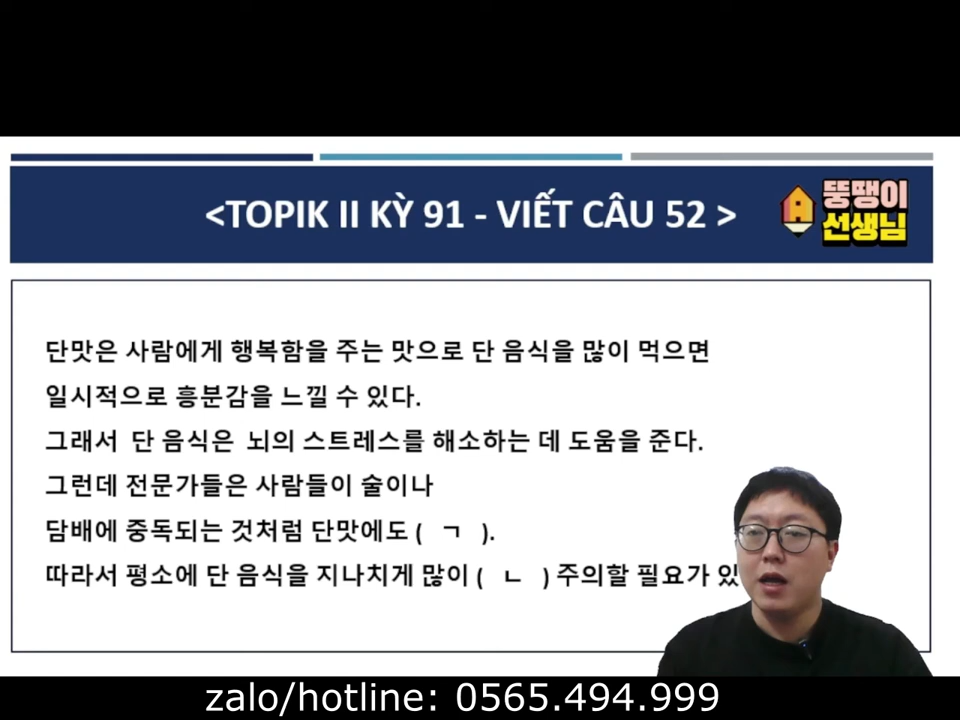 <TOPIK II KỲ 91 - VIẾT CÂU 52 >
뚱땡이
선생님
단맛은 사람에게 행복함을 주는 맛으로 단 음식을 많이 먹으면
일시적으로 흥분감을 느낄 수 있다.
그래서 단 음식은 뇌의 스트레스를 해소하는 데 도움을 준다.
그런데 전문가들은 사람들이 술이나
담배에 중독되는 것처럼 단맛에도 ( ㄱ ).
따라서 평소에 단 음식을 지나치게 많이 ( ㄴ ) 주의할 필요가 있
zalo/hotline: 0565.494.999